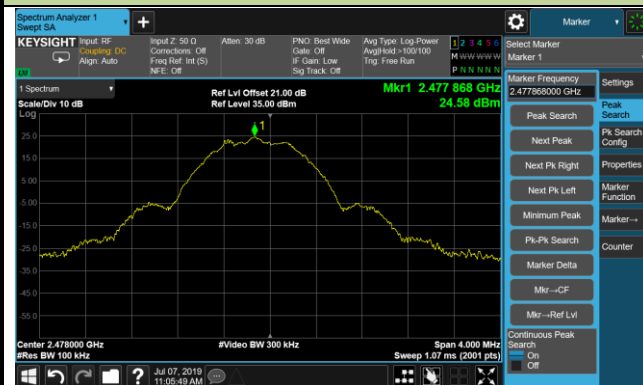 Spectrum Analyzer 1
Swept SA
+
Marker
KEYSIGHT
Input: RF
Coupling: DC
Align: Auto
Input Z: 50 Ω
Corrections: Off
Freq Ref: Int (S)
NFE: Off
Atten: 30 dB
PNO: Best Wide
Gate: Off
IF Gain: Low
Sig Track: Off
Avg Type: Log-Power
Avg|Hold:>100/100
Trig: Free Run
1 2 3 4 5 6
M W W W W W
P N N N N N
LW
Select Marker
Marker 1
1 Spectrum
Scale/Div 10 dB
Log
Ref Lvl Offset 21.00 dB
Ref Level 35.00 dBm
Mkr1 2.477 868 GHz
24.58 dBm
1
25.0
15.0
5.00
-5.00
-15.0
-25.0
-35.0
-45.0
-55.0
Center 2.478000 GHz
#Res BW 100 kHz
#Video BW 300 kHz
Span 4.000 MHz
Sweep 1.07 ms (2001 pts)
Marker Frequency
2.477868000 GHz
Peak Search
Next Peak
Next Pk Right
Next Pk Left
Minimum Peak
Pk-Pk Search
Marker Delta
Mkr→CF
Mkr→Ref Lvl
Continuous Peak
Search
On
Off
Settings
Peak
Search
Pk Search
Config
Properties
Marker
Function
Marker→
Counter
?
Jul 07, 2019
11:05:49 AM